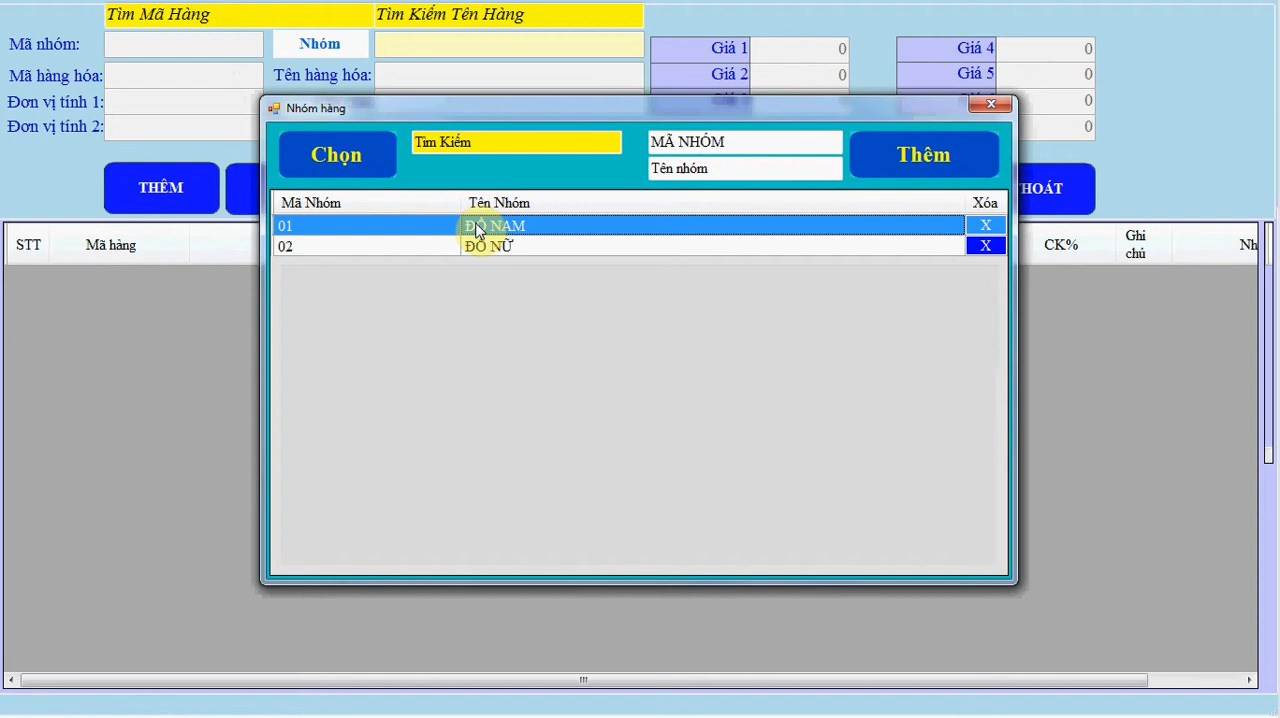 Tìm Mã Hàng
Tìm Kiếm Tên Hàng
Mã nhóm:
Nhóm
Giá 1
0
Giá 4
0
Mã hàng hóa:
Tên hàng hóa:
Giá 2
0
Giá 5
0
Đơn vị tính 1:
0
Đơn vị tính 2:
0
Nhóm hàng
Chọn
Tìm Kiếm
MÃ NHÓM
Tên nhóm
Thêm
THÊM
HOÁT
Mã Nhóm
Tên Nhóm
Xóa
01
ĐỒ NAM
X
02
ĐỒ NỮ
X
STT
Mã hàng
CK%
Ghi
chú
Nh